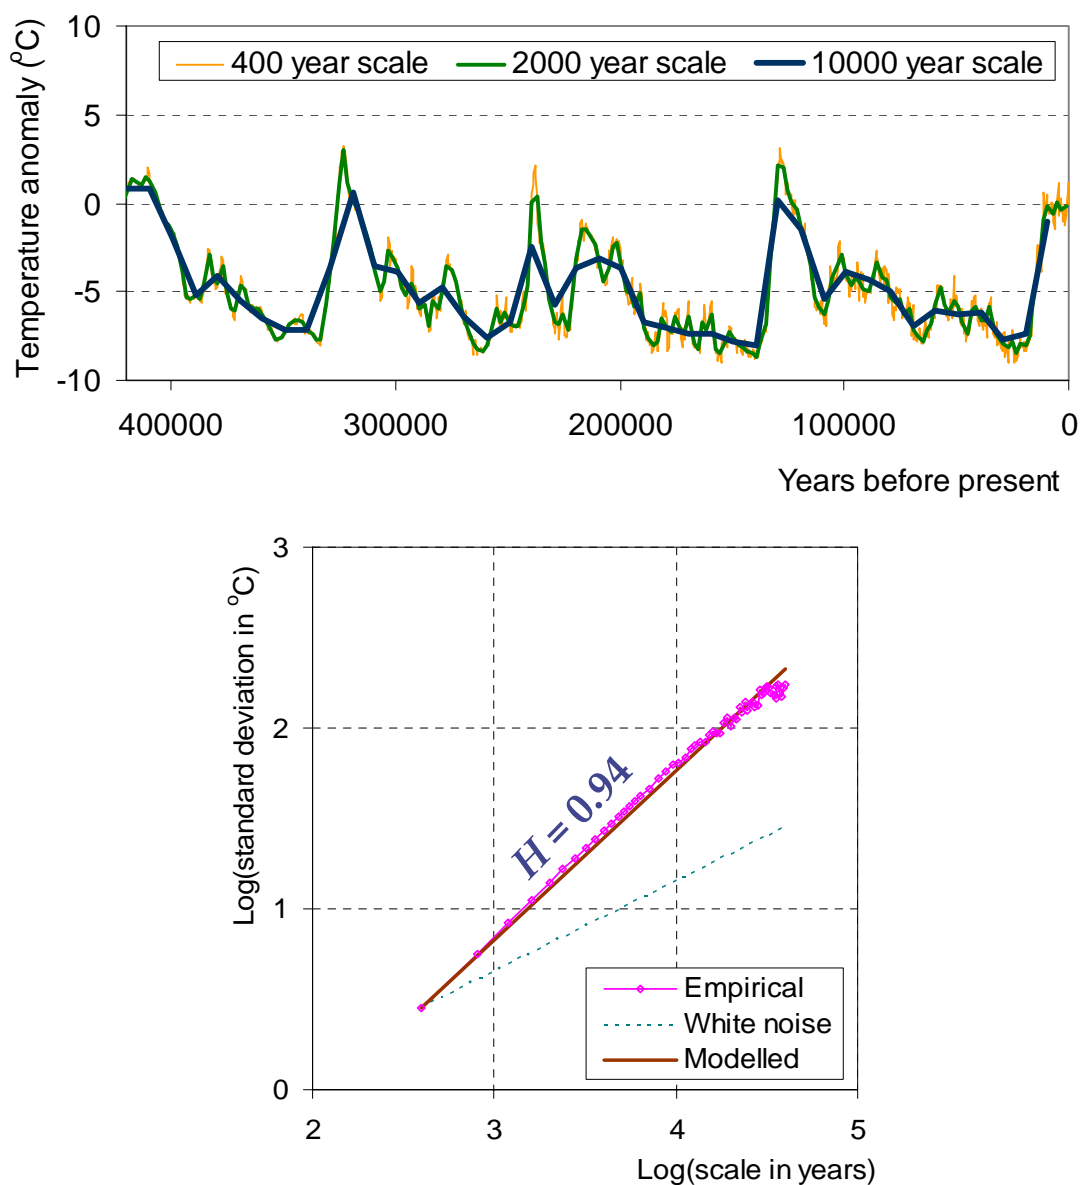 Temperature anomaly (oC)
10
5
0
-5
-10
400 year scale
2000 year scale
10000 year scale
400000
300000
200000
100000
0
Years before present
Log(standard deviation in oC)
3
2
1
0
H = 0.94
Empirical
White noise
Modelled
2
3
4
5
Log(scale in years)